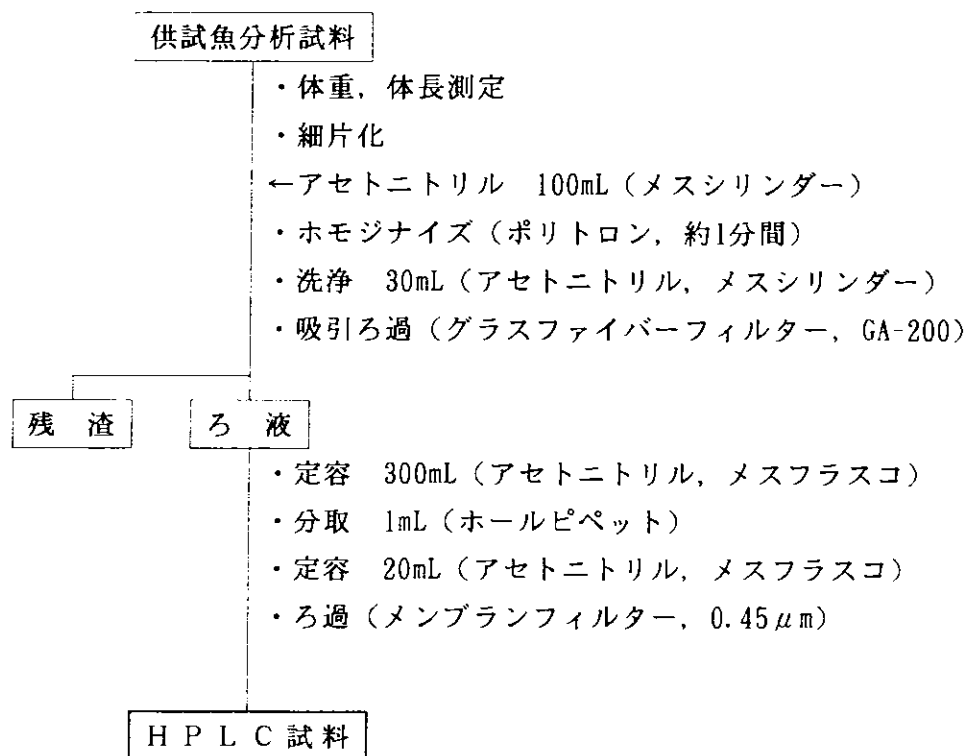 供試魚分析試料
・体重, 体長測定
・細片化
←アセトニトリル 100mL（メスシリンダー）
・ホモジナイズ（ポリトロン, 約1分間）
・洗浄 30mL（アセトニトリル, メスシリンダー）
・吸引ろ過（グラスファイバーフィルター, GA-200）
残 渣 ろ 液
・定容 300mL（アセトニトリル, メスフラスコ）
・分取 1mL（ホールピペット）
・定容 20mL（アセトニトリル, メスフラスコ）
・ろ過（メンブランフィルター, 0.45μm）
ＨＰＬＣ試料